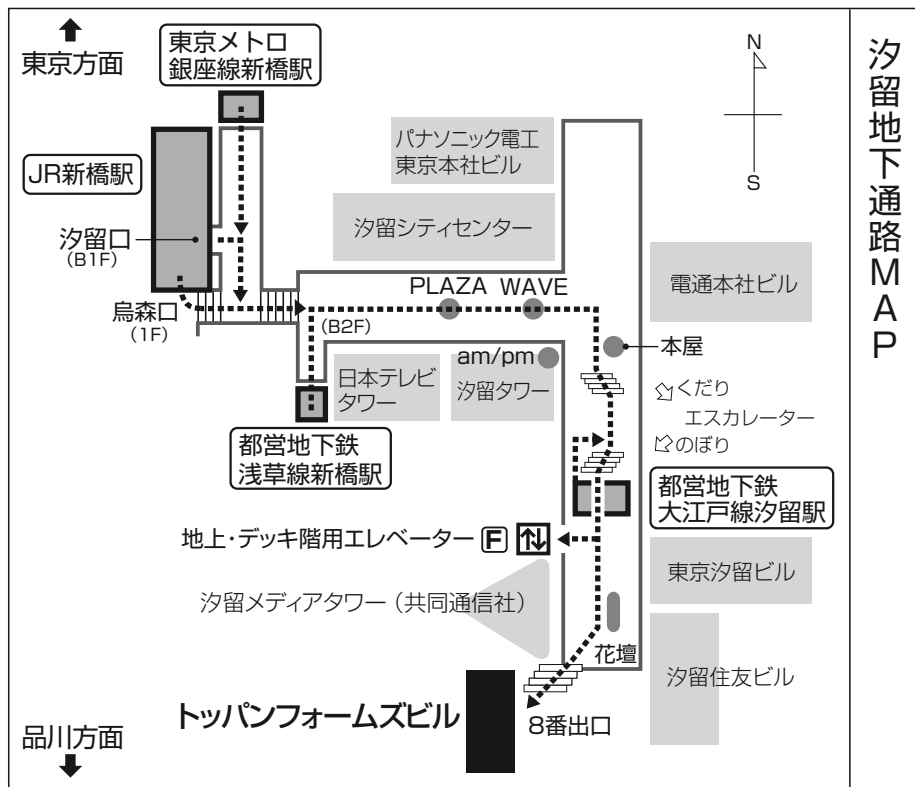 東京方面
東京メトロ
銀座線新橋駅
N
S
汐留地下通路MAP
パナソニック電工
東京本社ビル
JR新橋駅
汐留シティセンター
汐留口
(B1F)
電通本社ビル
PLAZA WAVE
烏森口
(1F)
(B2F)
本屋
am/pm
日本テレビ
タワー
汐留タワー
くだり
エスカレーター
のぼり
都営地下鉄
浅草線新橋駅
都営地下鉄
大江戸線汐留駅
地上・デッキ階用エレベーター F
東京汐留ビル
汐留メディアタワー(共同通信社)
花壇
汐留住友ビル
トッパンフォームズビル
8番出口
品川方面